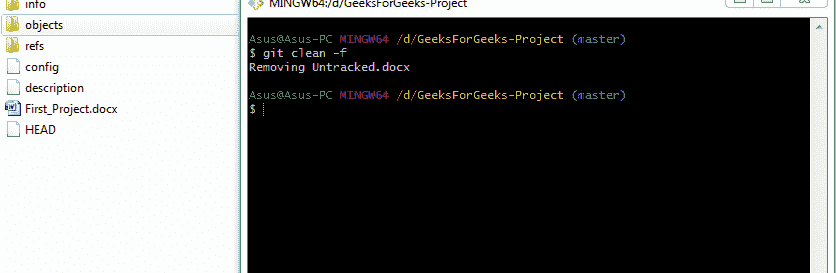 info
objects
refs
config
description
First_Project.docx
HEAD
MINGW64:/d/GeeksForGeeks-Project
Asus@Asus-PC MINGW64 /d/GeeksForGeeks-Project (master)
$ git clean -f
Removing Untracked.docx
Asus@Asus-PC MINGW64 /d/GeeksForGeeks-Project (master)
$